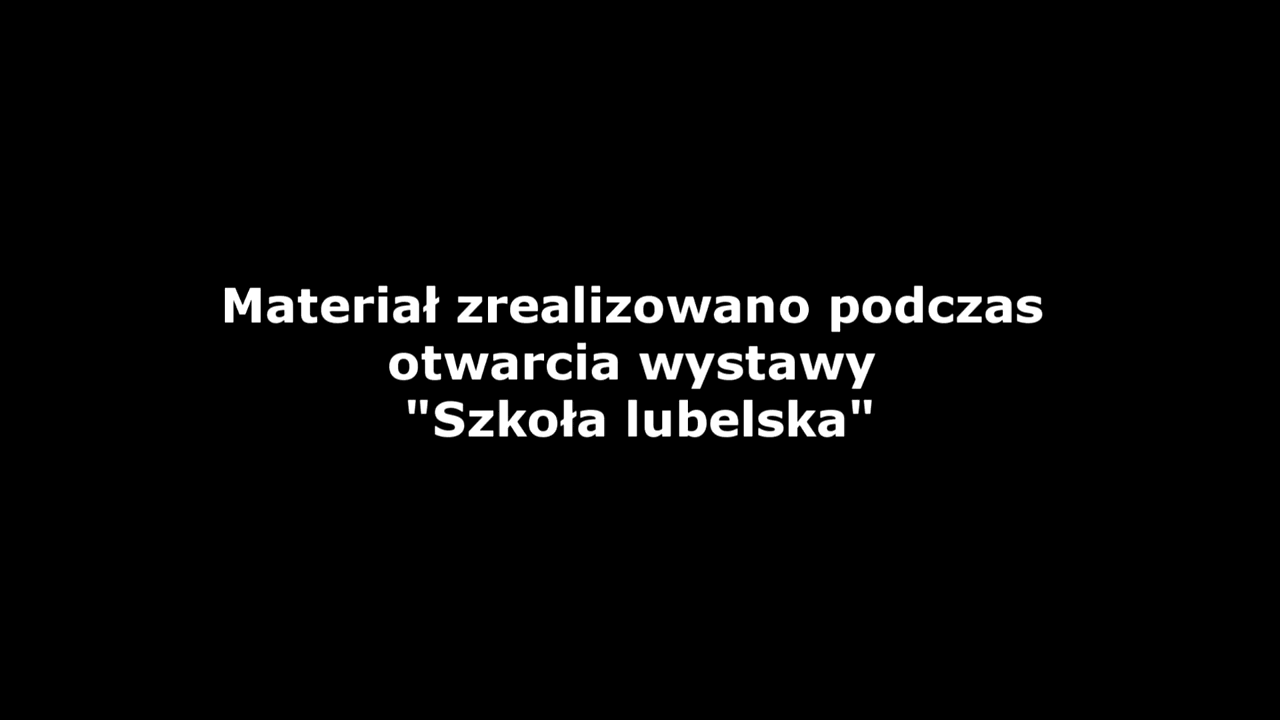 Materiał zrealizowano podczas
otwarcia wystawy
"Szkoła lubelska"